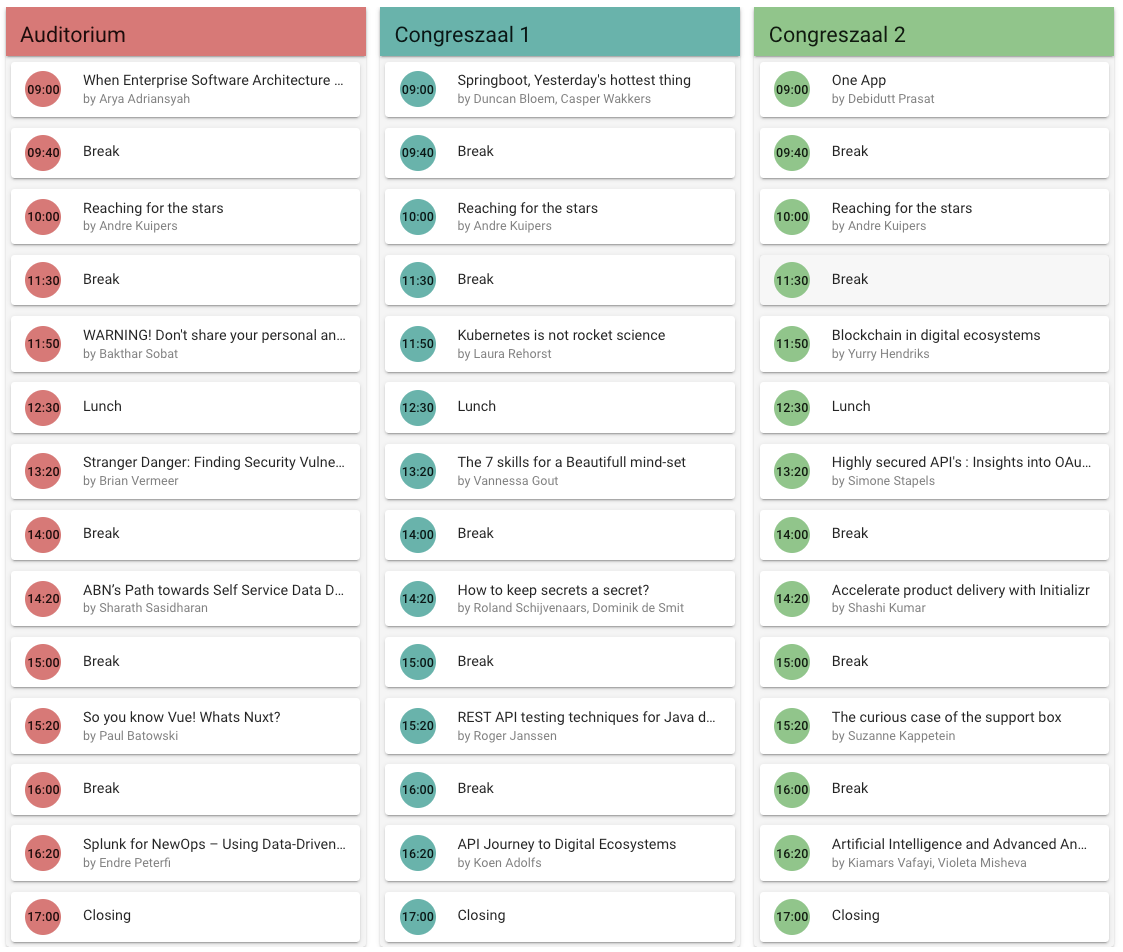 Auditorium
09:00
When Enterprise Software Architecture ...
by Arya Adriansyah
09:40
Break
10:00
Reaching for the stars
by Andre Kuipers
11:30
Break
11:50
WARNING! Don't share your personal an...
by Bakthar Sobat
12:30
Lunch
13:20
Stranger Danger: Finding Security Vulne...
by Brian Vermeer
14:00
Break
14:20
ABN’s Path towards Self Service Data D...
by Sharath Sasidharan
15:00
Break
15:20
So you know Vue! Whats Nuxt?
by Paul Batowski
16:00
Break
16:20
Splunk for NewOps – Using Data-Driven...
by Endre Peterfi
17:00
Closing
Congreszaal 1
09:00
Springboot, Yesterday's hottest thing
by Duncan Bloem, Casper Wakkers
09:40
Break
10:00
Reaching for the stars
by Andre Kuipers
11:30
Break
11:50
Kubernetes is not rocket science
by Laura Rehorst
12:30
Lunch
13:20
The 7 skills for a Beautifull mind-set
by Vannessa Gout
14:00
Break
14:20
How to keep secrets a secret?
by Roland Schijvenaars, Dominik de Smit
15:00
Break
15:20
REST API testing techniques for Java d...
by Roger Janssen
16:00
Break
16:20
API Journey to Digital Ecosystems
by Koen Adolfs
17:00
Closing
Congreszaal 2
09:00
One App
by Debidutt Prasat
09:40
Break
10:00
Reaching for the stars
by Andre Kuipers
11:30
Break
11:50
Blockchain in digital ecosystems
by Yurry Hendriks
12:30
Lunch
13:20
Highly secured API's : Insights into OAu...
by Simone Stapels
14:00
Break
14:20
Accelerate product delivery with Initializr
by Shashi Kumar
15:00
Break
15:20
The curious case of the support box
by Suzanne Kappetein
16:00
Break
16:20
Artificial Intelligence and Advanced An...
by Kiamars Vafayi, Violeta Misheva
17:00
Closing